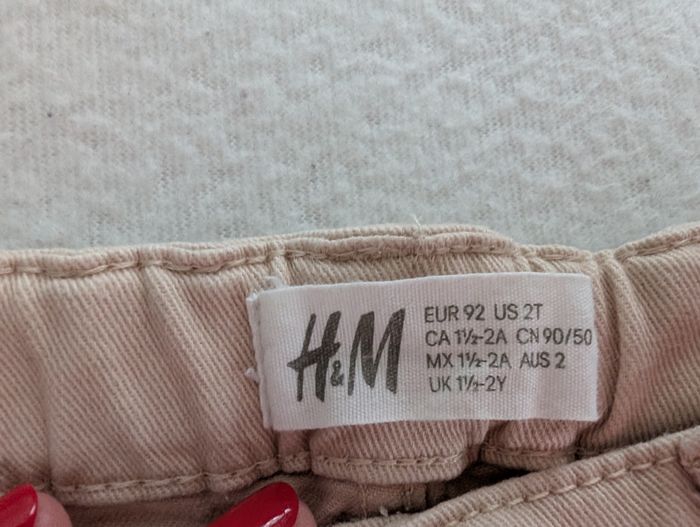 H&M
EUR 92 US 2T
CA 1½-2A CN 90/50
MX 1½-2A AUS 2
UK 1½-2Y